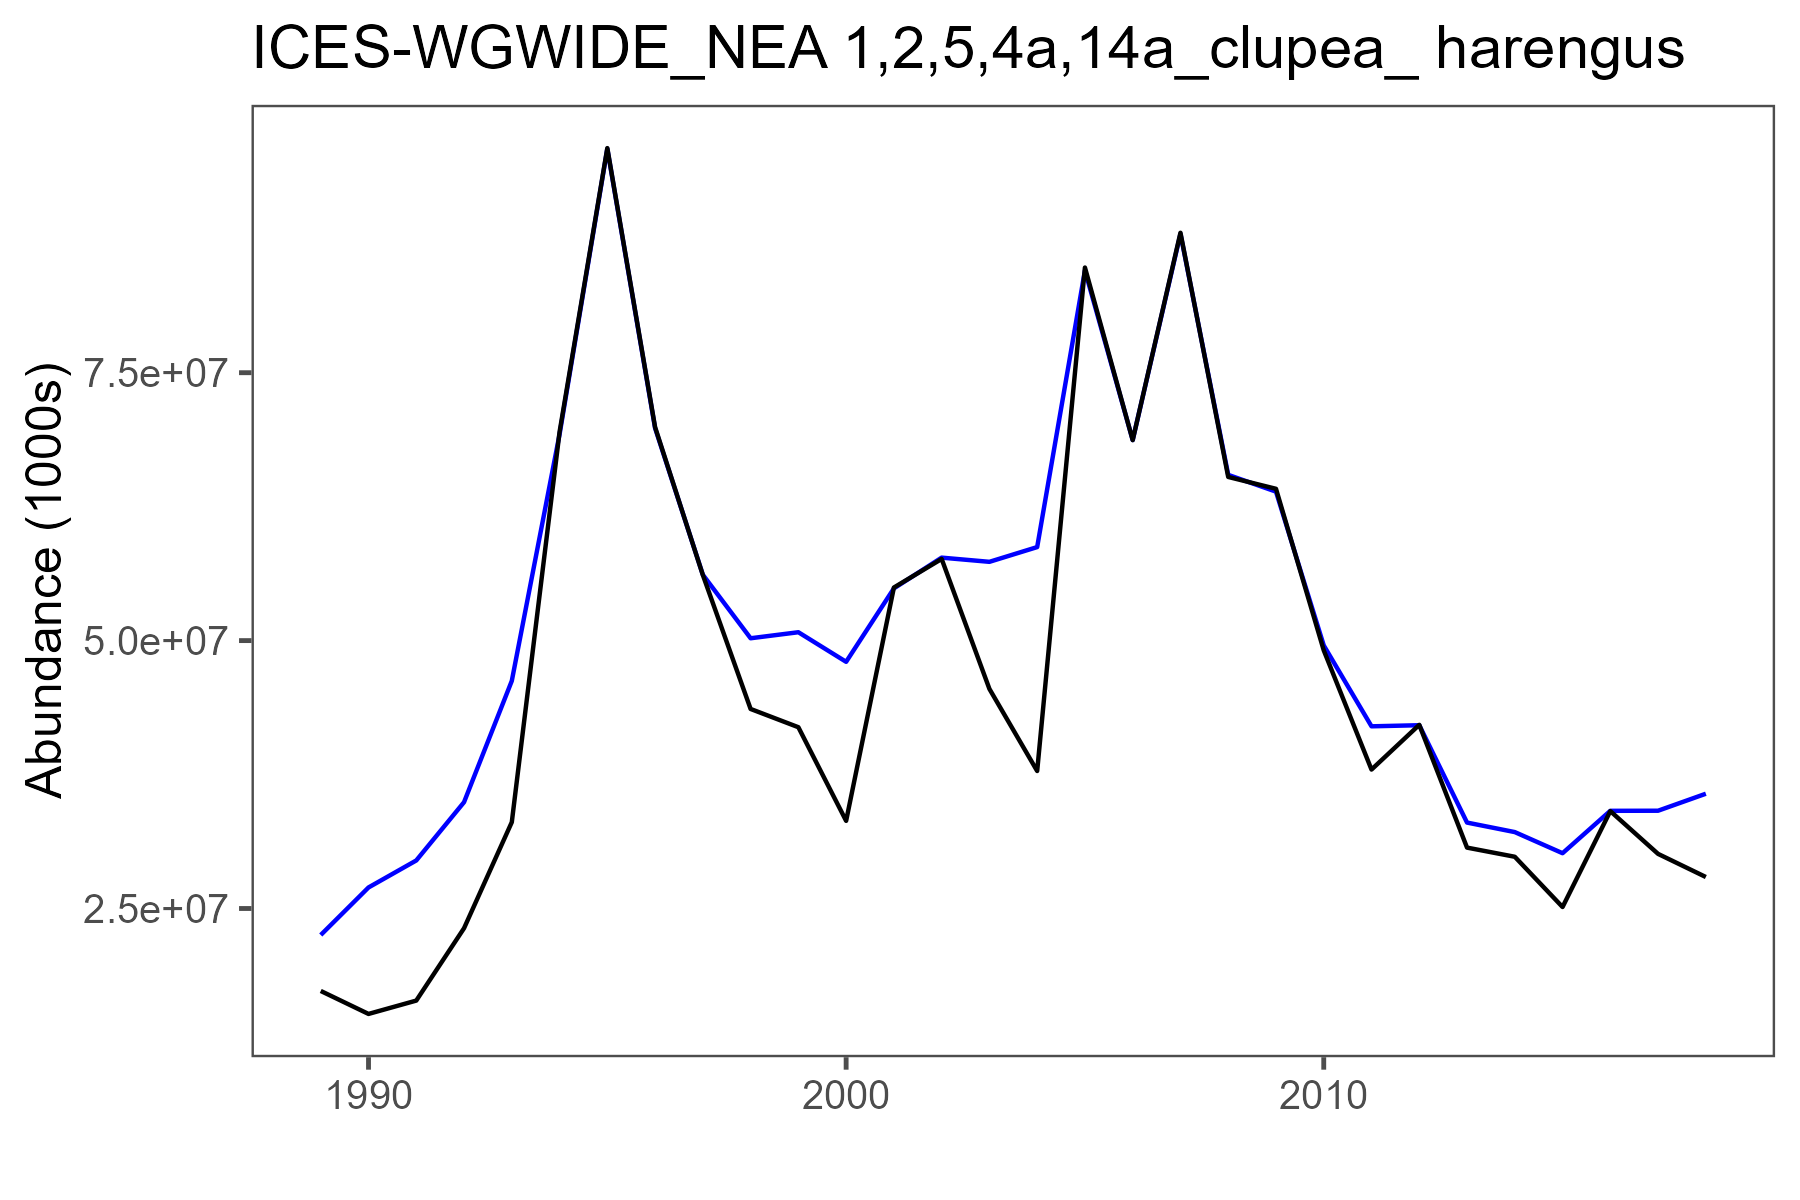 ICES-WGWIDE_NEA 1,2,5,4a,14a_clupea_ harengus
Abundance (1000s)
7.5e+07
5.0e+07
2.5e+07
1990
2000
2010